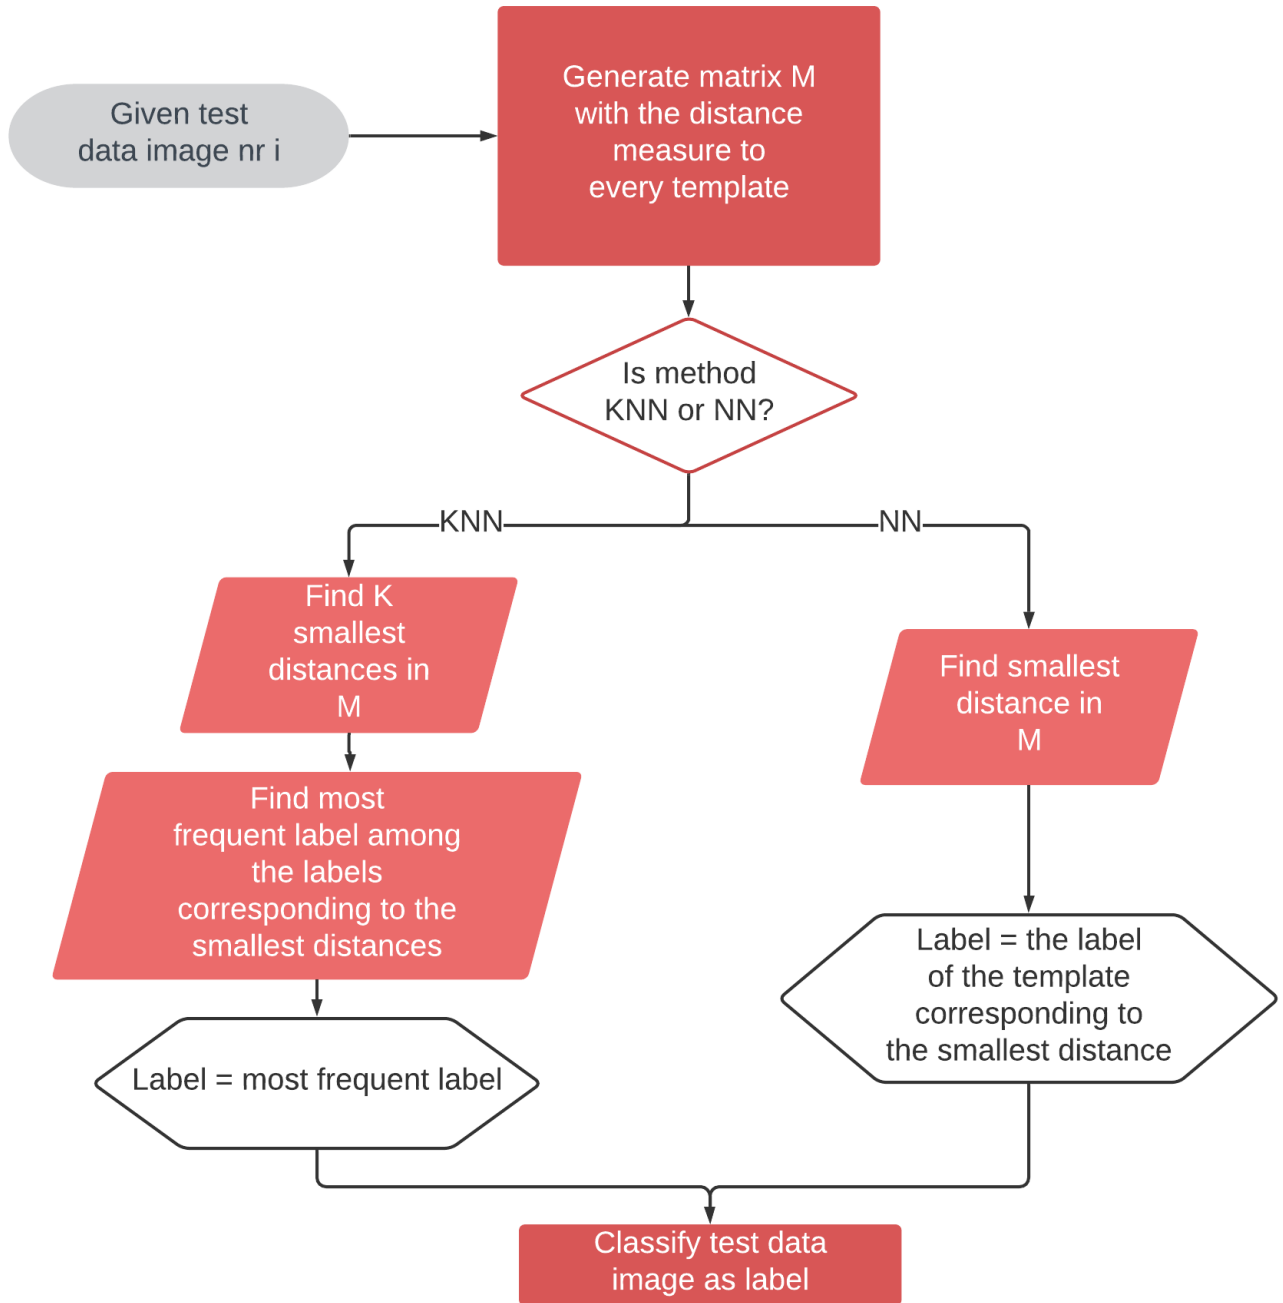 Given test
data image nr i
Generate matrix M
with the distance
measure to
every template
Is method
KNN or NN?
KNN
NN
Find K
smallest
distances in
M
Find smallest
distance in
M
Find most
frequent label among
the labels
corresponding to the
smallest distances
Label = the label
of the template
corresponding to
the smallest distance
Label = most frequent label
Classify test data
image as label